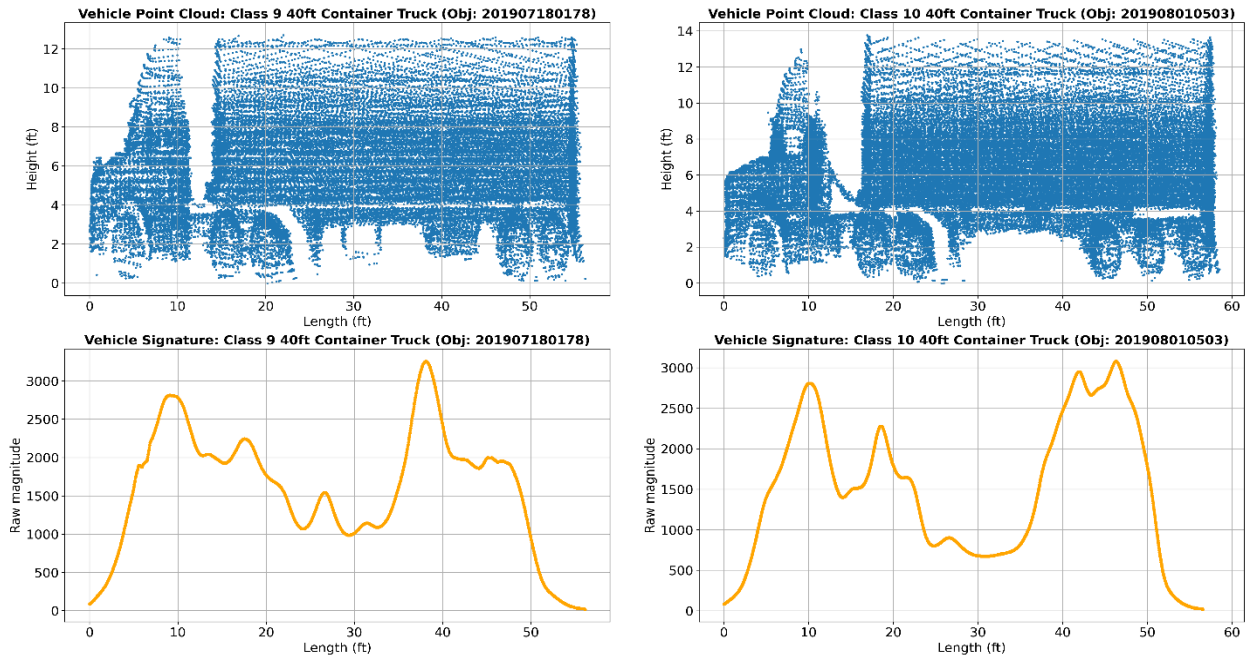 Vehicle Point Cloud: Class 9 40ft Container Truck (Obj: 201907180178)
Height (ft)
12
10
8
6
4
2
0
0 10 20 30 40 50
Length (ft)
Vehicle Point Cloud: Class 10 40ft Container Truck (Obj: 201908010503)
Height (ft)
14
12
10
8
6
4
2
0
0 10 20 30 40 50 60
Length (ft)
Vehicle Signature: Class 9 40ft Container Truck (Obj: 201907180178)
Raw magnitude
3000
2500
2000
1500
1000
500
0
0 10 20 30 40 50
Length (ft)
Vehicle Signature: Class 10 40ft Container Truck (Obj: 201908010503)
Raw magnitude
3000
2500
2000
1500
1000
500
0
0 10 20 30 40 50 60
Length (ft)